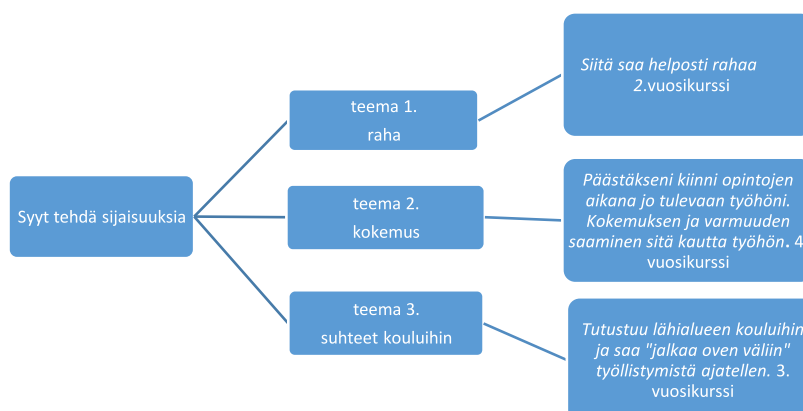 Syyt tehdä sijaisuuksia
teema 1.
raha
teema 2.
kokemus
teema 3.
suhteet kouluihin
Siitä saa helposti rahaa
2.vuosikurssi
Päästäkseni kiinni opintojen
aikana jo tulevaan työhöni.
Kokemuksen ja varmuuden
saaminen sitä kautta työhön. 4
vuosikurssi
Tutustuu lähialueen kouluihin
ja saa "jalkaa oven väliin"
työllistymistä ajatellen. 3.
vuosikurssi